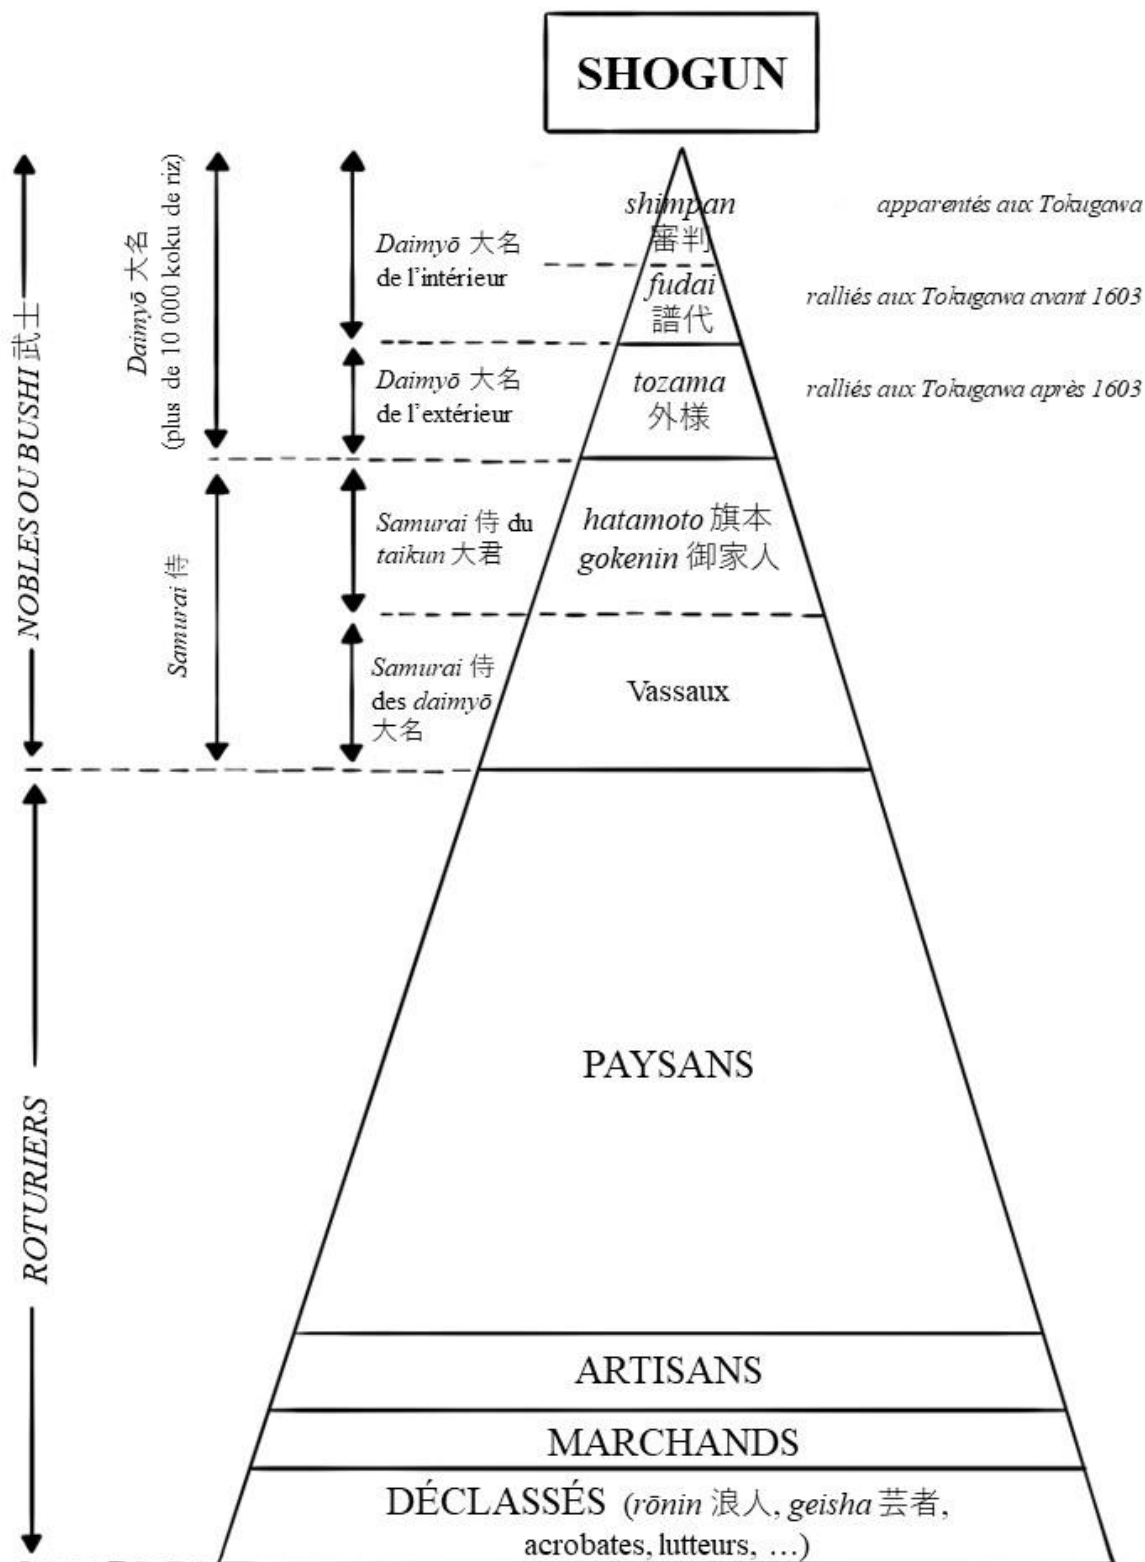 SHOGUN
NOBLES OU BUSHI 武士
Daimyō 大名
(plus de 10 000 koku de riz)
Daimyō 大名
de l’intérieur
shimpan
審判
apparentés aux Tokugawa
fudai
譜代
ralliés aux Tokugawa avant 1603
Daimyō 大名
de l’extérieur
tozama
外様
ralliés aux Tokugawa après 1603
Samurai 侍
Samurai 侍 du
taikun 大君
hatamoto 旗本
gokenin 御家人
Samurai 侍
des daimyō
大名
Vassaux
ROTURIERS
PAYSANS
ARTISANS
MARCHANDS
DÉCLASSÉS (rōnin 浪人, geisha 芸者,
acrobates, lutteurs, …)